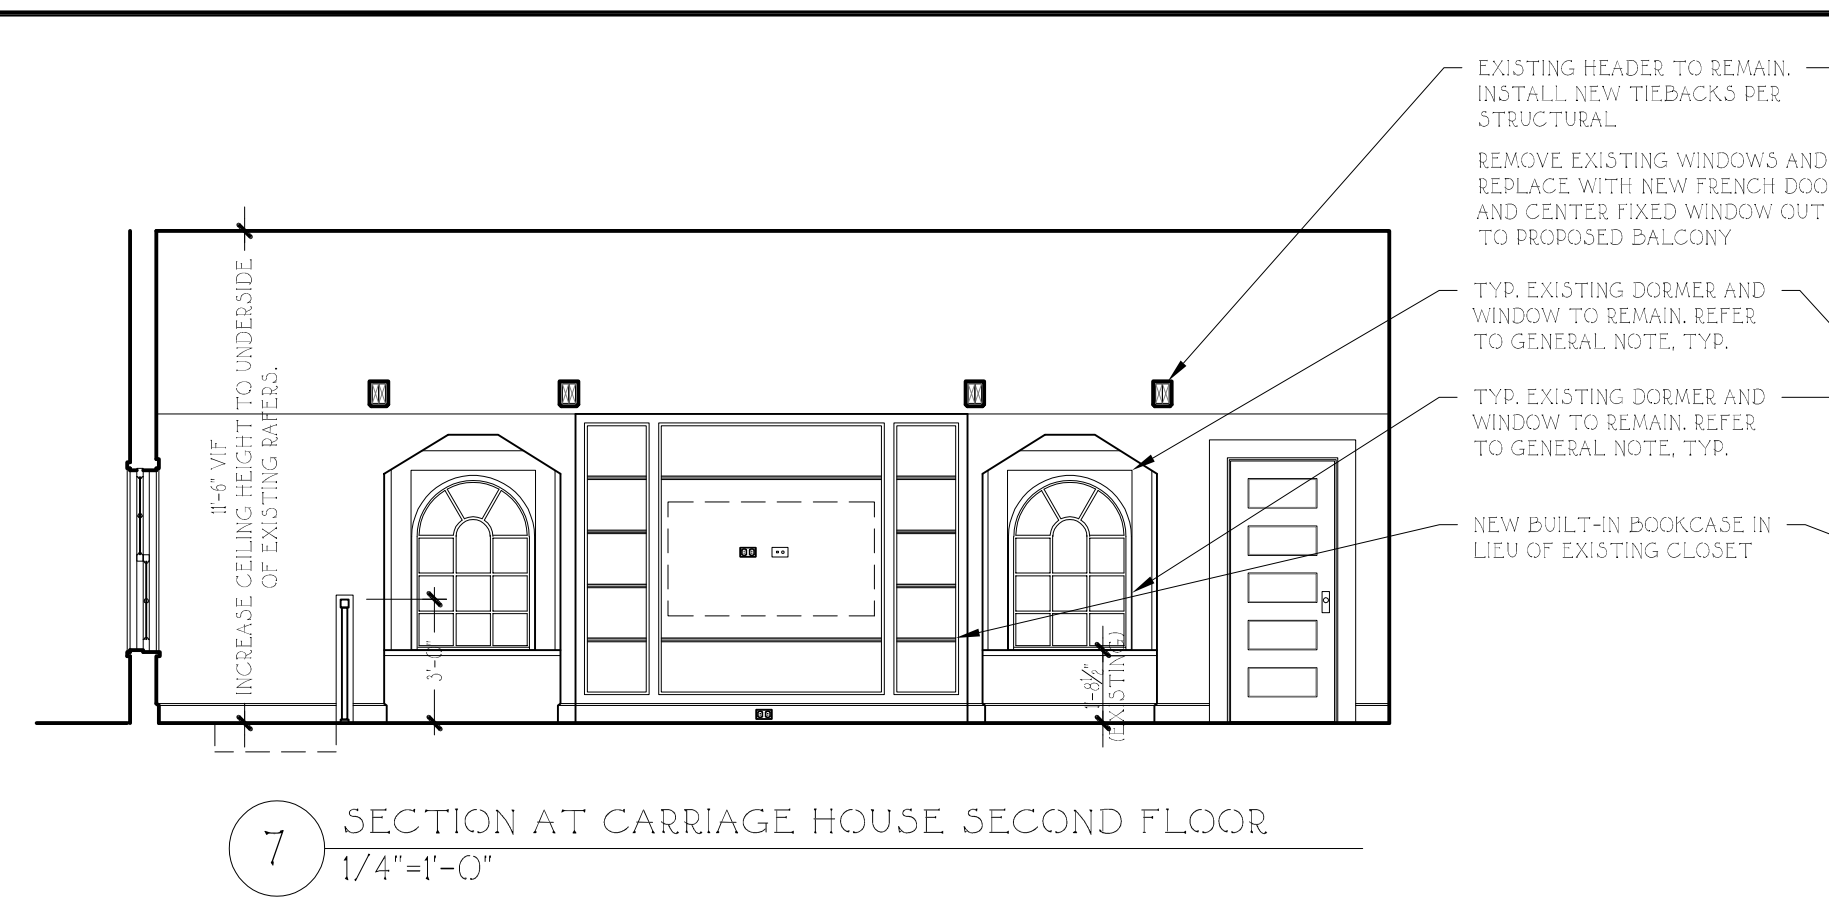 EXISTING HEADER TO REMAIN.
INSTALL NEW TIEBACKS PER
STRUCTURAL
REMOVE EXISTING WINDOWS AND
REPLACE WITH NEW FRENCH DOO
AND CENTER FIXED WINDOW OUT
TO PROPOSED BALCONY
TYP. EXISTING DORMER AND
WINDOW TO REMAIN. REFER
TO GENERAL NOTE, TYP.
TYP. EXISTING DORMER AND
WINDOW TO REMAIN. REFER
TO GENERAL NOTE, TYP.
NEW BUILT-IN BOOKCASE IN
LIEU OF EXISTING CLOSET
11'-6" VIF
INCREASE CEILING HEIGHT TO UNDERSIDE
OF EXISTING RAFERS.
3'-0"
1'-8½"
(EXISTING)
7
SECTION AT CARRIAGE HOUSE SECOND FLOOR
1/4"=1'-0"